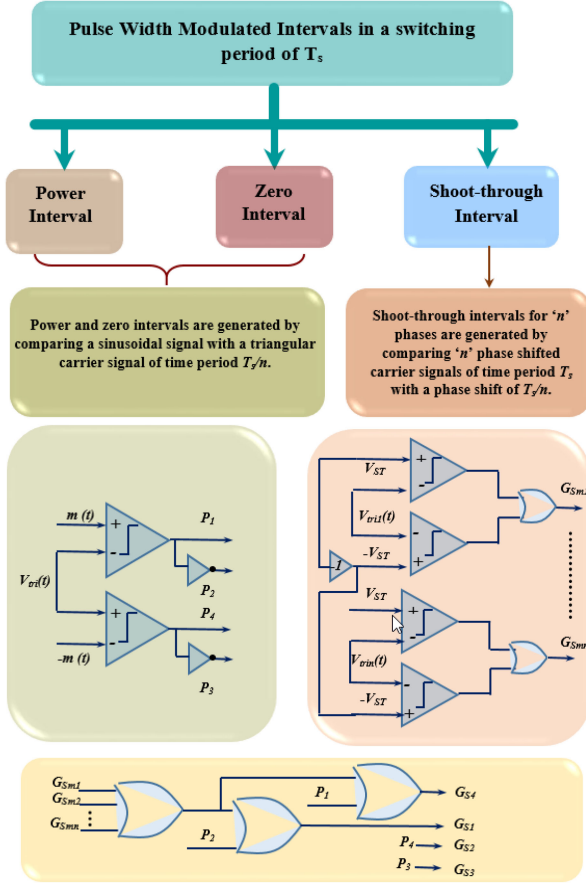 Pulse Width Modulated Intervals in a switching
period of Ts
Power
Interval
Zero
Interval
Shoot-through
Interval
Power and zero intervals are generated by
comparing a sinusoidal signal with a triangular
carrier signal of time period Ts/n.
Shoot-through intervals for ‘n’
phases are generated by
comparing ‘n’ phase shifted
carrier signals of time period Ts
with a phase shift of Ts/n.
m (t)
+
-
P1
P2
Vtri(t)
+
-
P4
-m (t)
P3
VST
+
-
GSm1
Vtri1(t)
-
+
-VST
-1
VST
+
-
GSmn
Vtrin(t)
-
+
-VST
GSm1
GSm2
GSmn
P1
GS4
P2
GS1
P4
GS2
P3
GS3